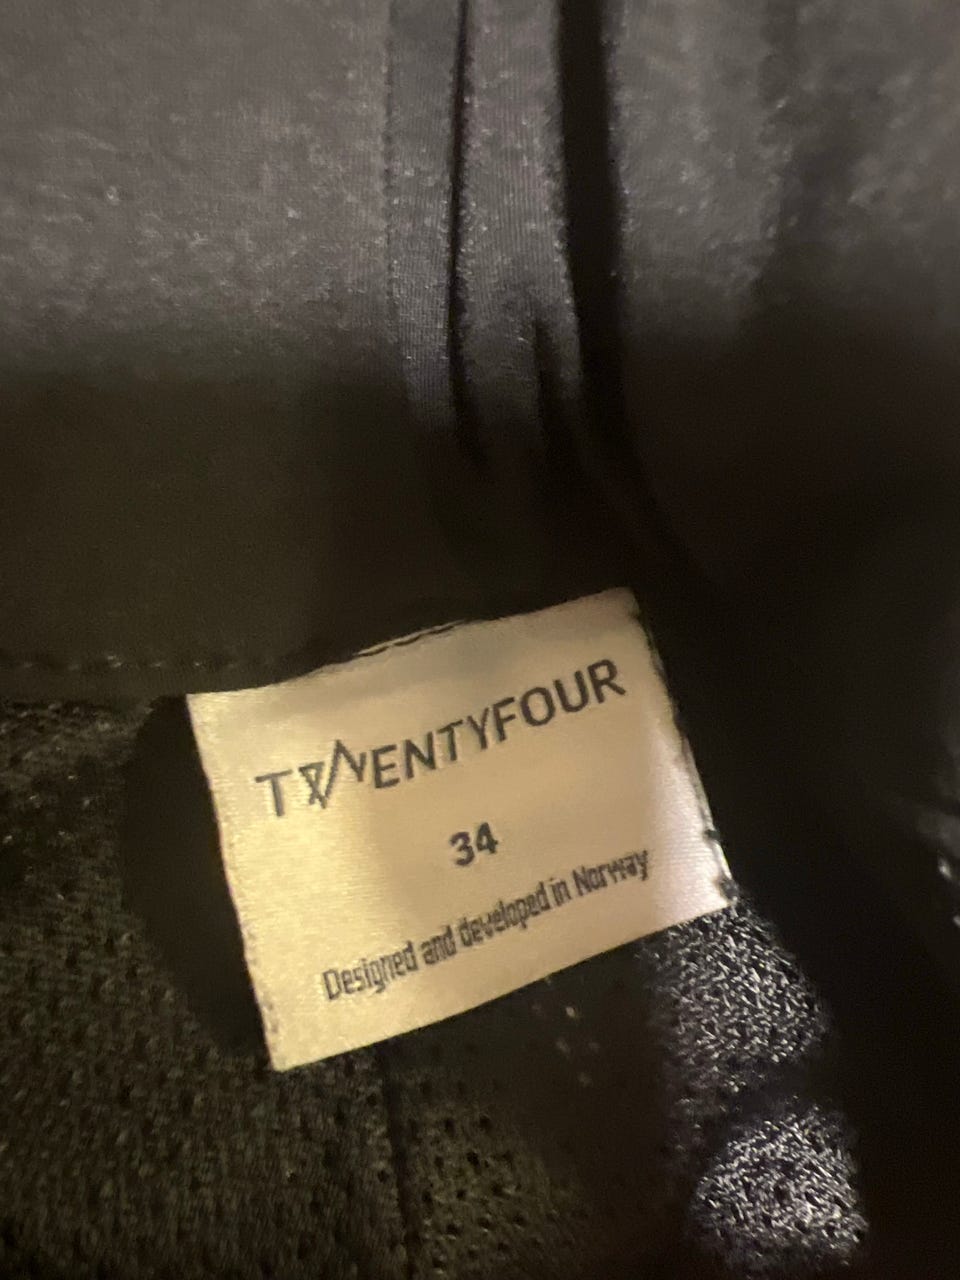 TWENTYFOUR
34
Designed and developed in Norway